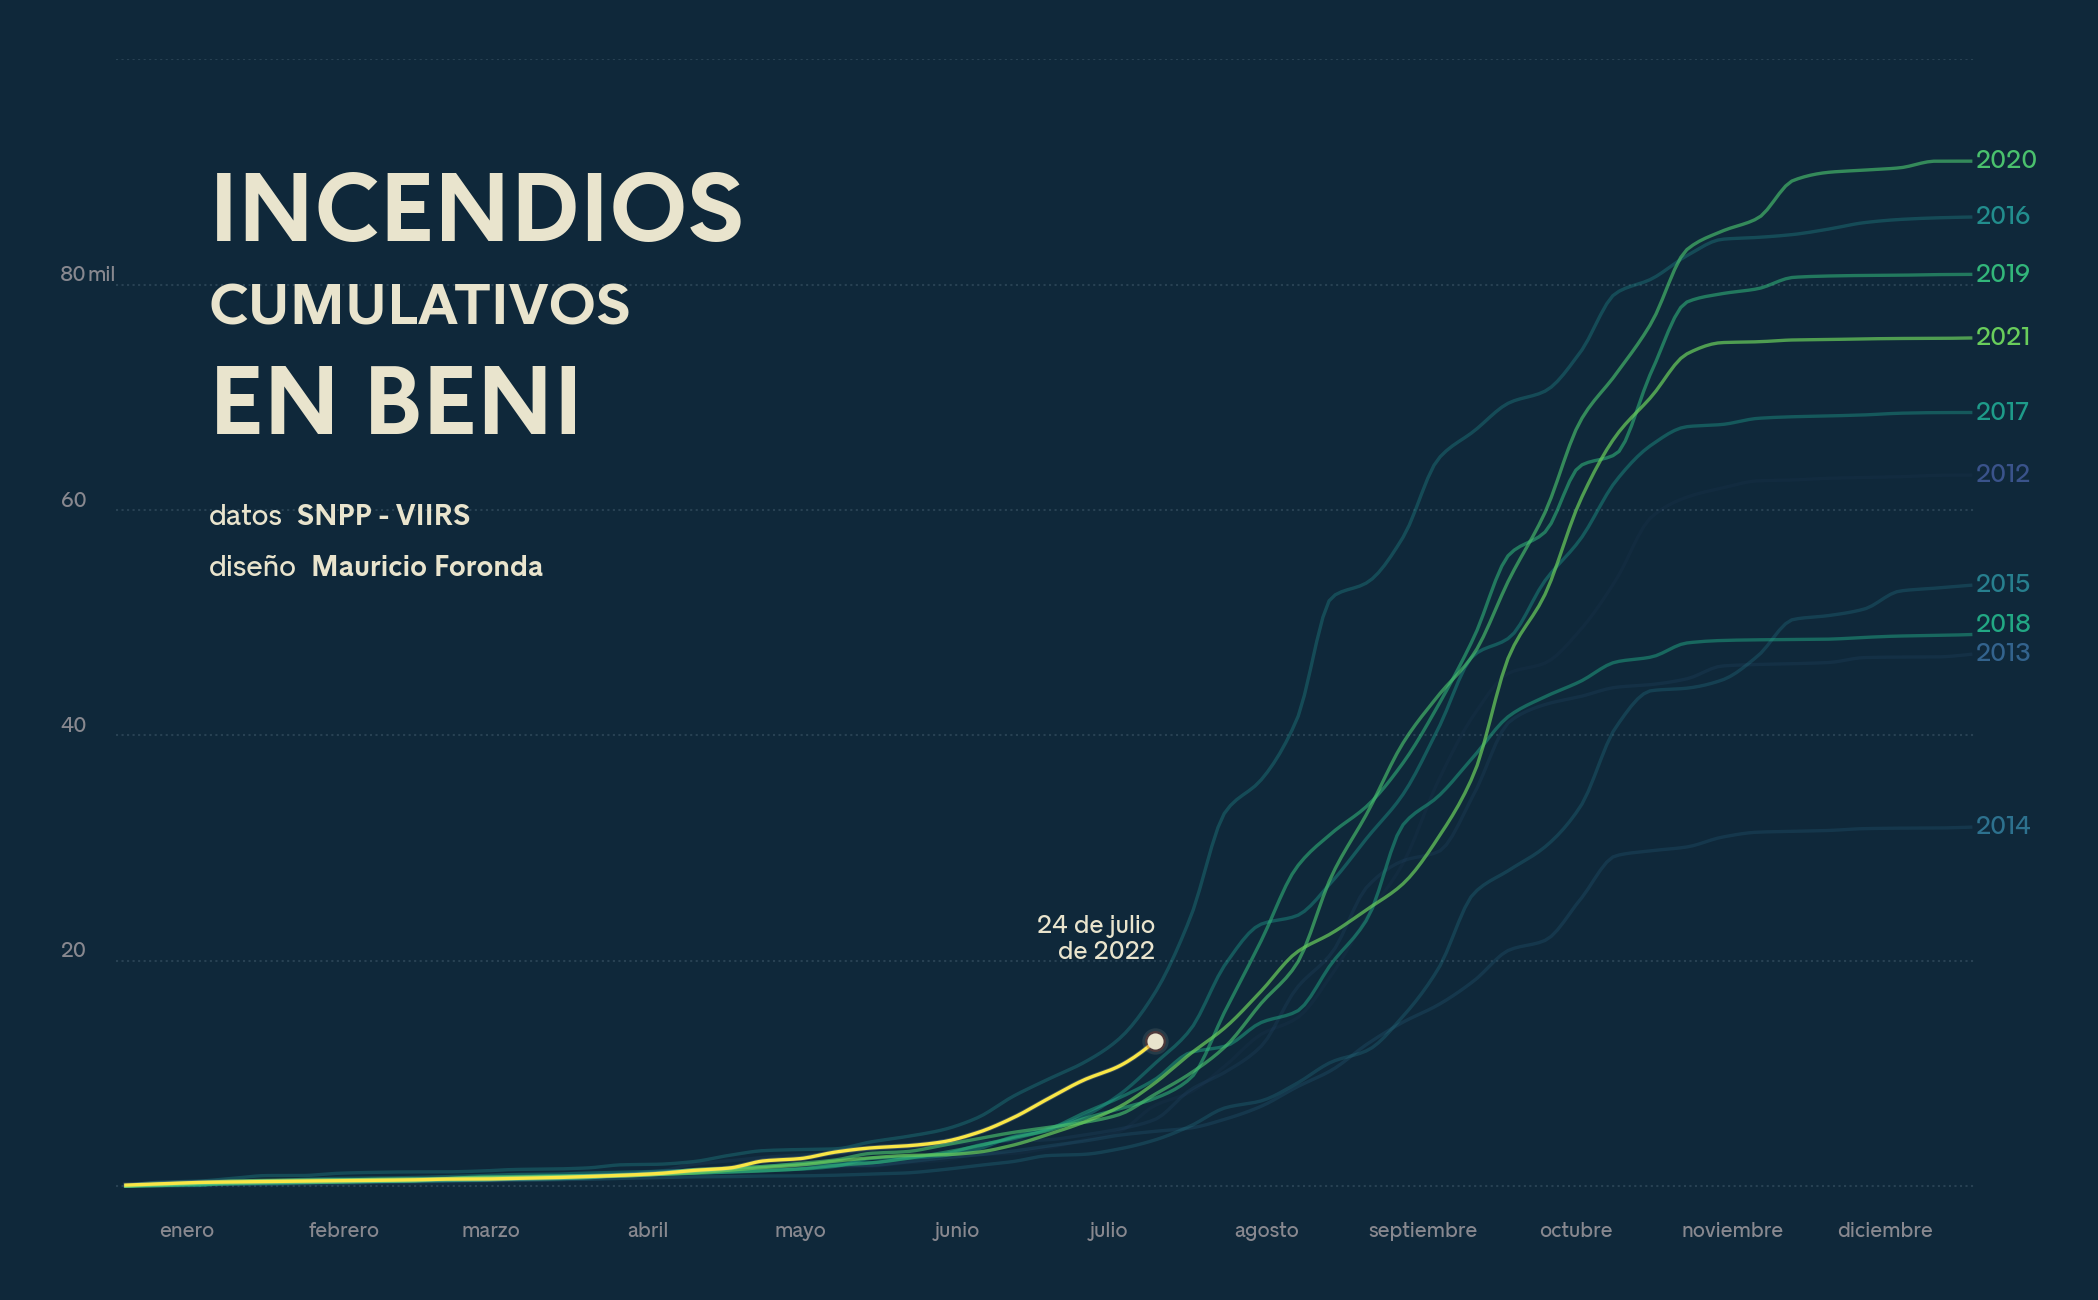 INCENDIOS
CUMULATIVOS
EN BENI
datos SNPP - VIIRS
diseño Mauricio Foronda
80 mil
60
40
20
24 de julio
de 2022
2020
2016
2019
2021
2017
2012
2015
2018
2013
2014
enero febrero marzo abril mayo junio julio agosto septiembre octubre noviembre diciembre